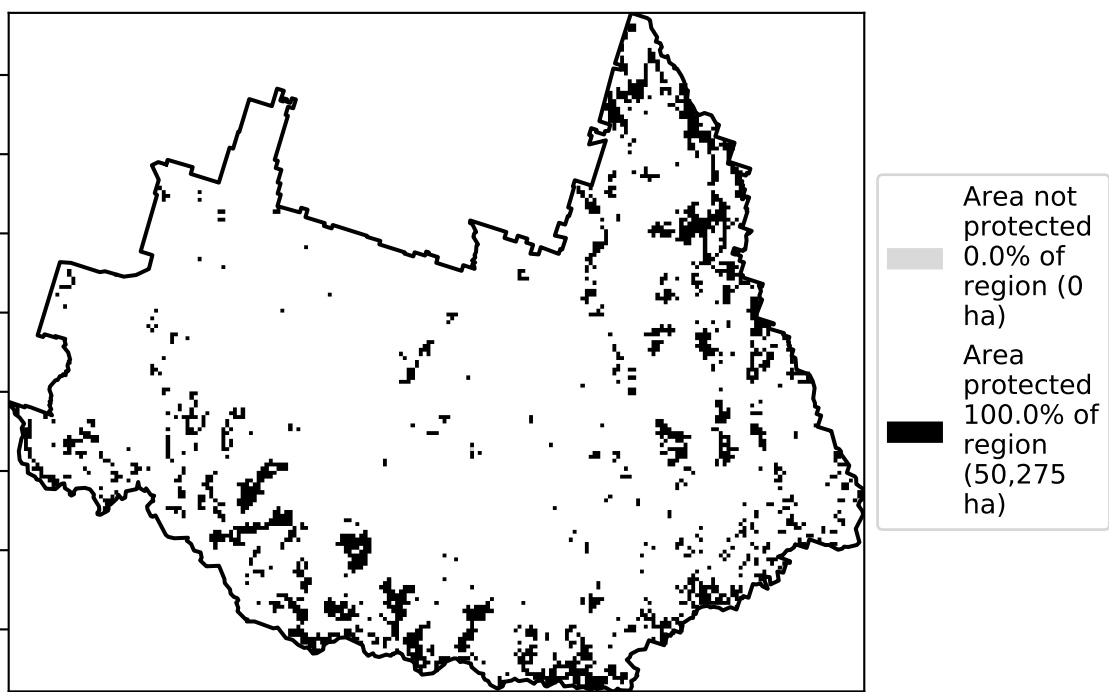 Area not
protected
0.0% of
region (0
ha)
Area
protected
100.0% of
region
(50,275
ha)